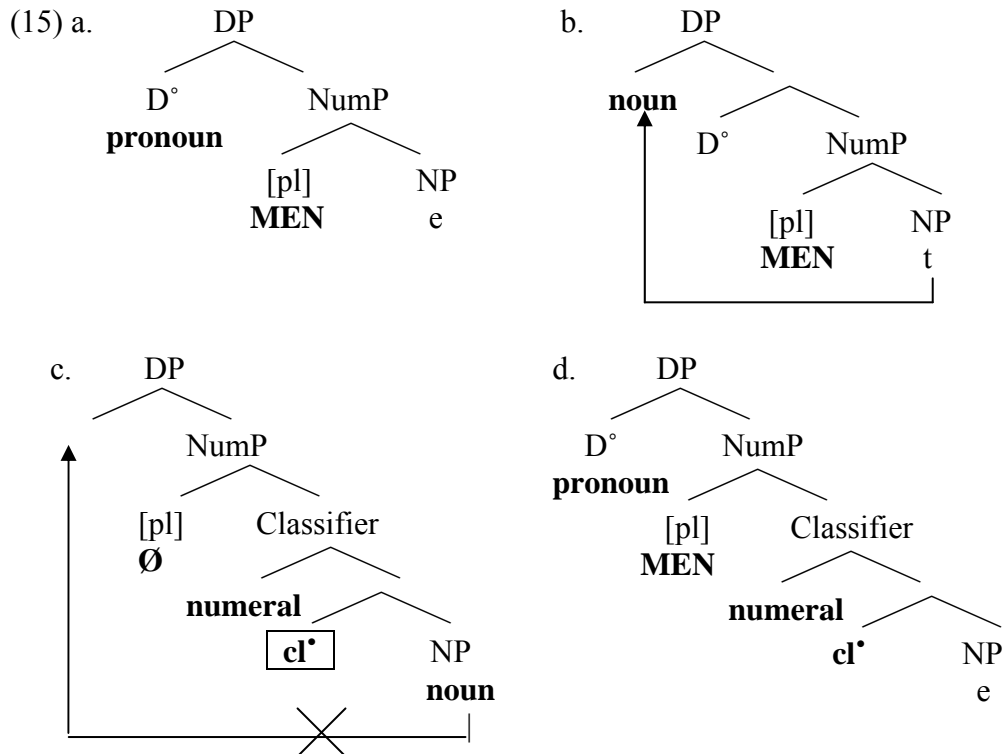 (15) a. DP b. DP
D° NumP noun
pronoun D° NumP
[pl] NP
MEN e [pl] NP
MEN t
c. DP d. DP
NumP D° NumP
pronoun
[pl] Classifier [pl] Classifier
Ø MEN
numeral numeral
cl• NP cl• NP
noun e